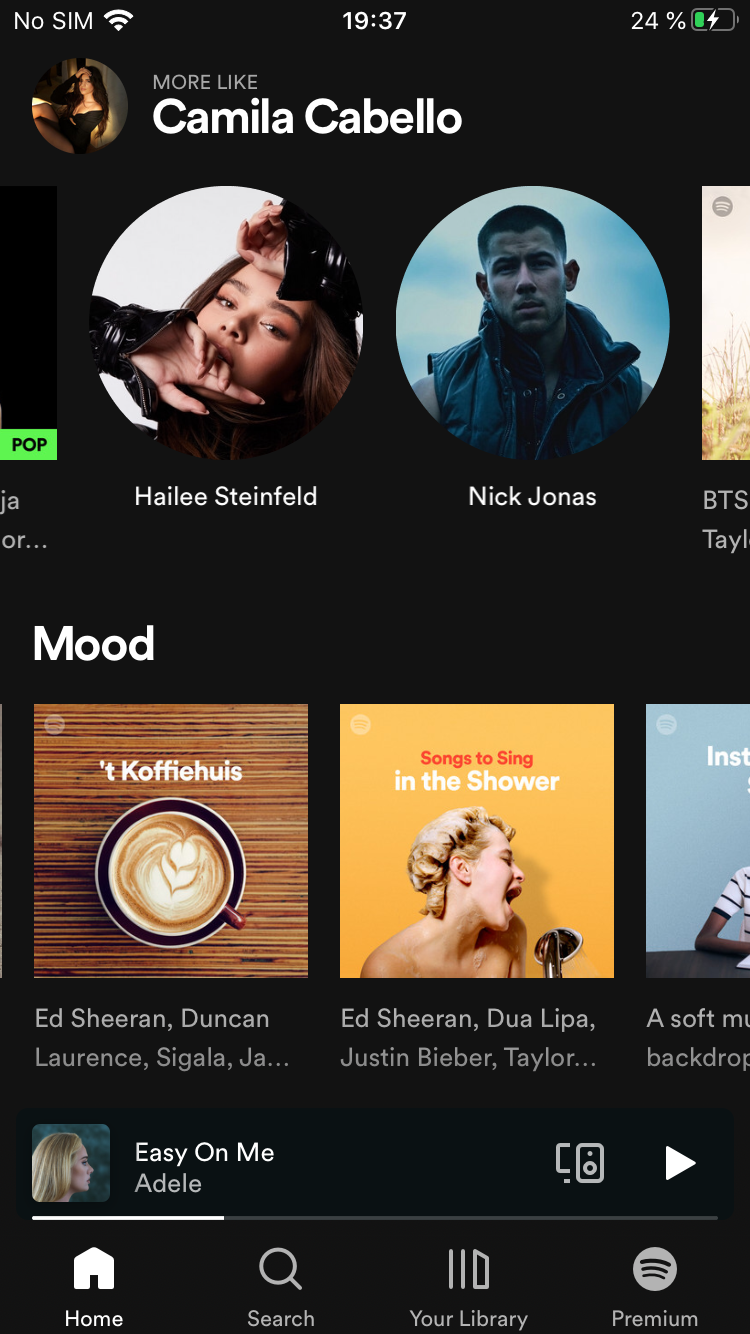 No SIM 19:37 24 %
MORE LIKE
Camila Cabello
POP
ja
or…
Hailee Steinfeld
Nick Jonas
BTS
Tayl
Mood
't Koffiehuis
Songs to Sing
in the Shower
Inst
S
Ed Sheeran, Duncan
Laurence, Sigala, Ja…
Ed Sheeran, Dua Lipa,
Justin Bieber, Taylor…
A soft mu
backdrop
Easy On Me
Adele
Home
Search
Your Library
Premium